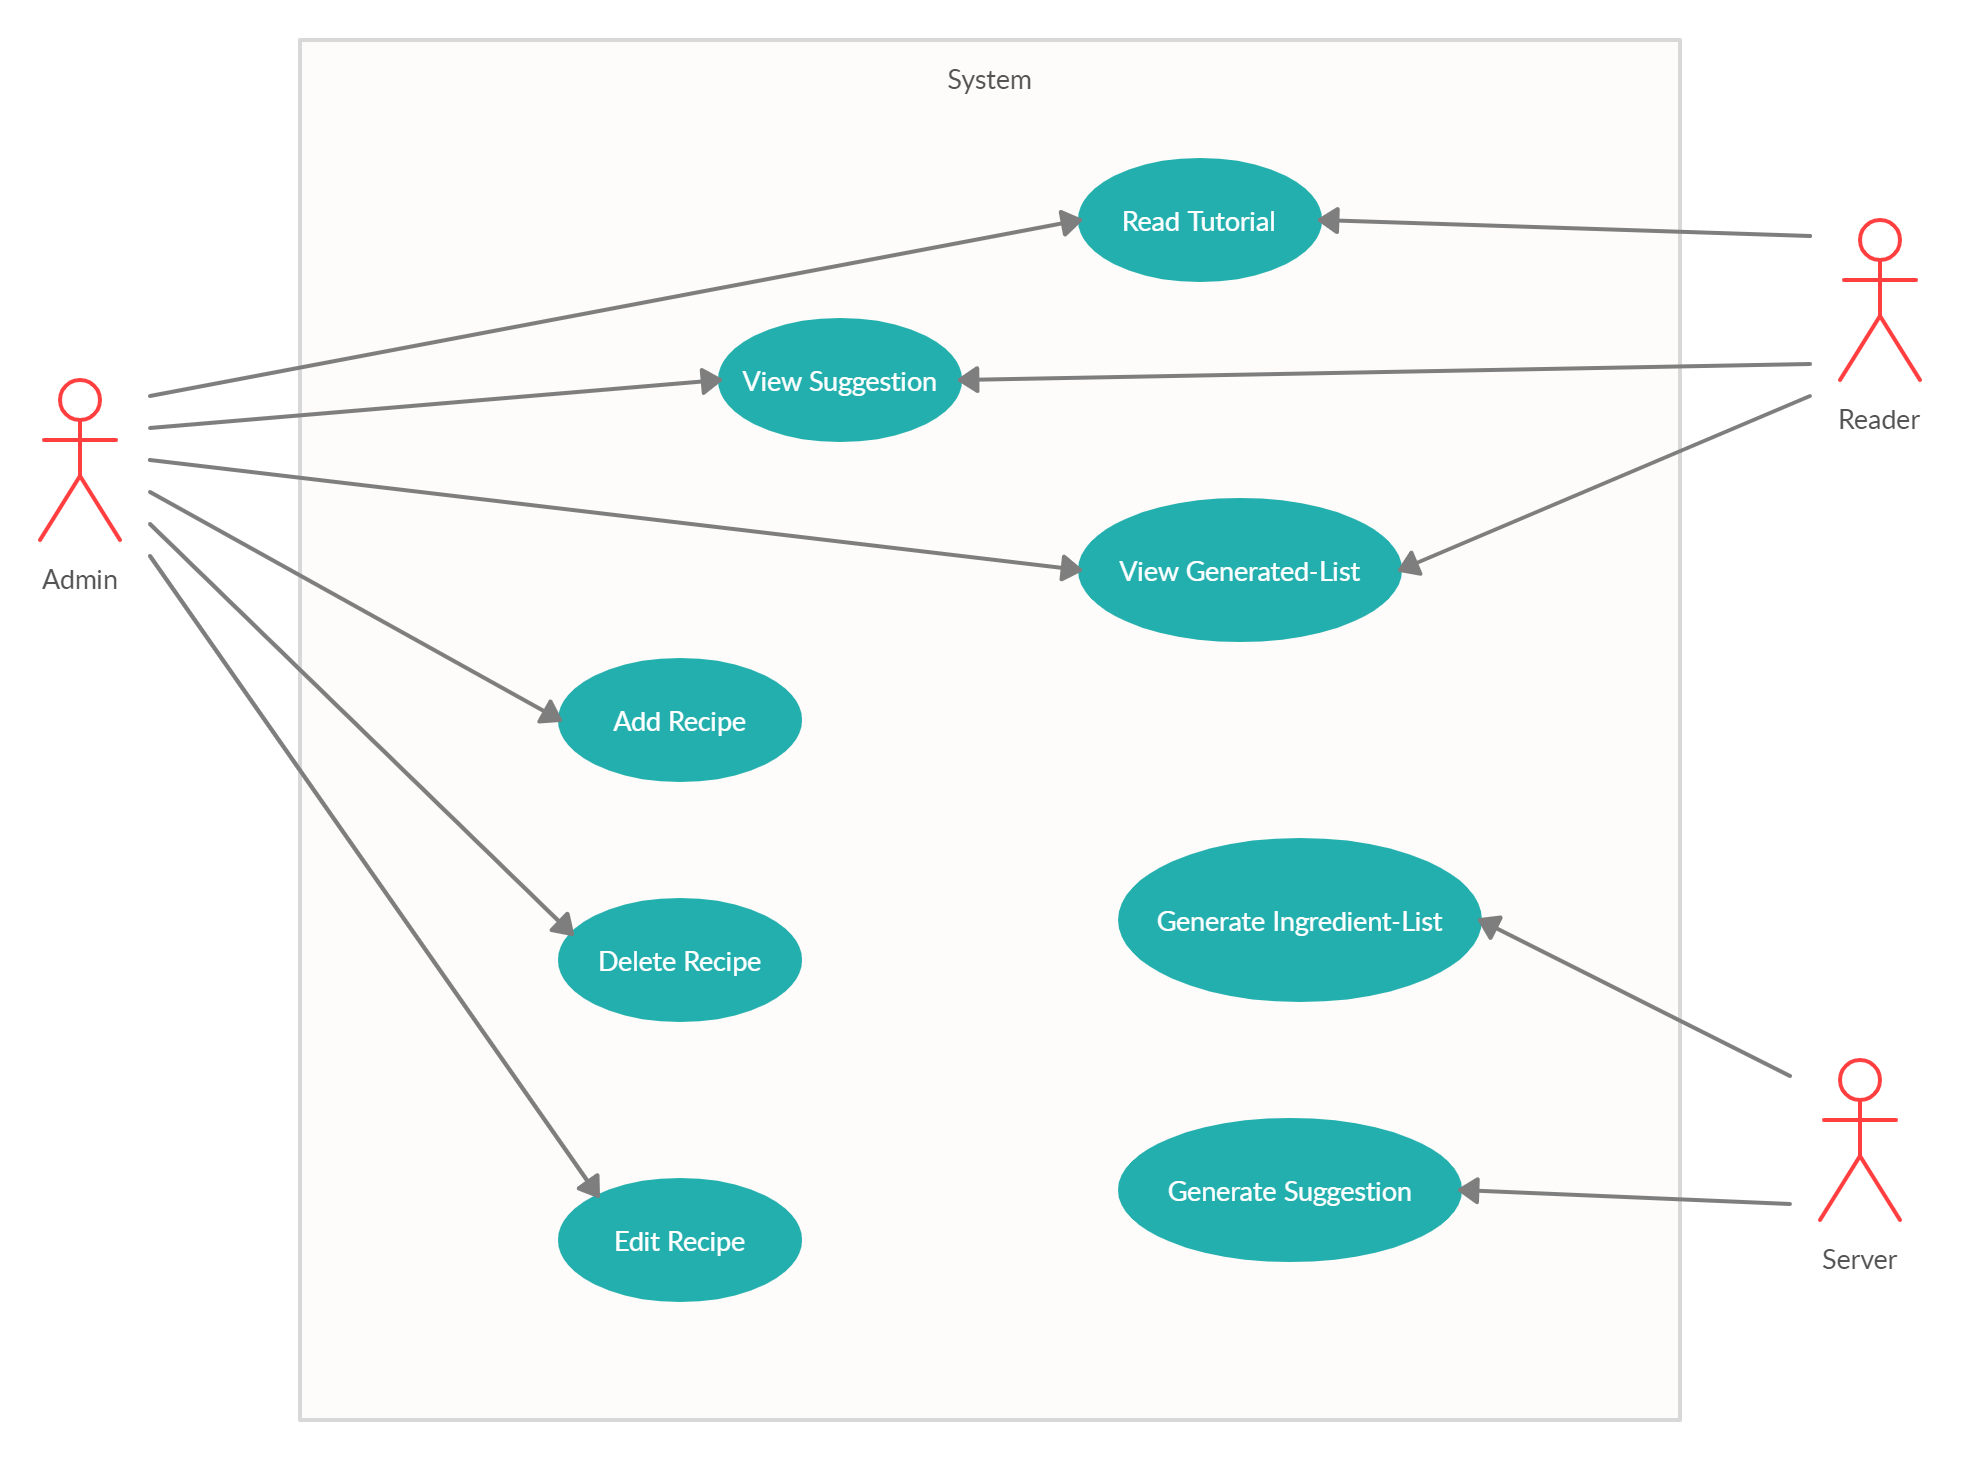 System
Read Tutorial
View Suggestion
Reader
View Generated-List
Admin
Add Recipe
Generate Ingredient-List
Delete Recipe
Generate Suggestion
Edit Recipe
Server